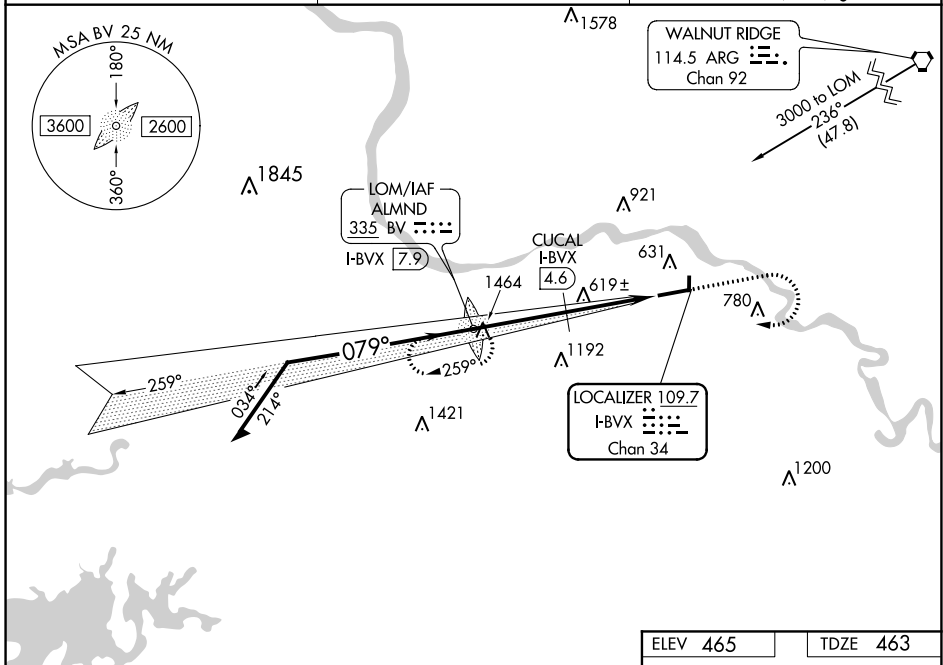 MSA BV 25 NM
180°
3600
2600
360°
1578
WALNUT RIDGE
114.5 ARG
Chan 92
3000 to LOM
236°
(47.8)
1845
LOM/IAF
ALMND
335 BV
I-BVX 7.9
921
CUCAL
I-BVX
4.6
631
1464
619±
780
079°
259°
259°
034°
214°
1192
1421
LOCALIZER 109.7
I-BVX
Chan 34
1200
ELEV 465
TDZE 463